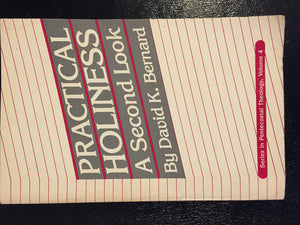 PRACTICAL
HOLINESS
A Second Look
By David K. Bernard
Series in Pentecostal Theology, Volume 4